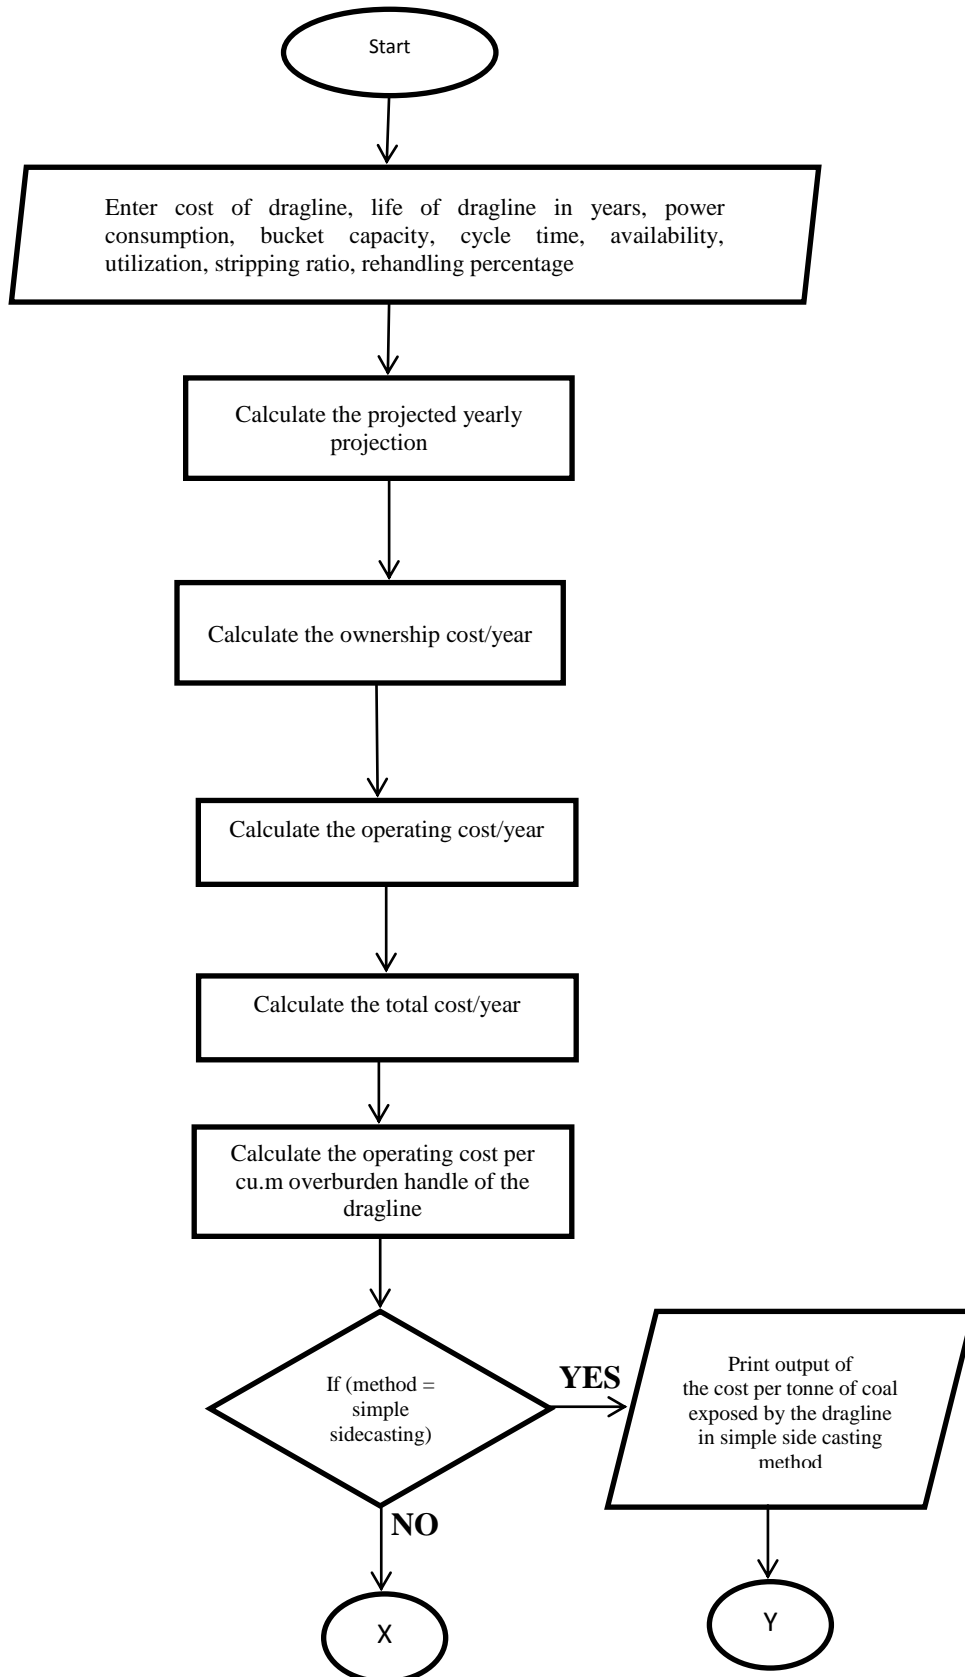 Start
Enter cost of dragline, life of dragline in years, power
consumption, bucket capacity, cycle time, availability,
utilization, stripping ratio, rehandling percentage
Calculate the projected yearly
projection
Calculate the ownership cost/year
Calculate the operating cost/year
Calculate the total cost/year
Calculate the operating cost per
cu.m overburden handle of the
dragline
If (method =
simple
sidecasting)
YES
Print output of
the cost per tonne of coal
exposed by the dragline
in simple side casting
method
NO
X
Y